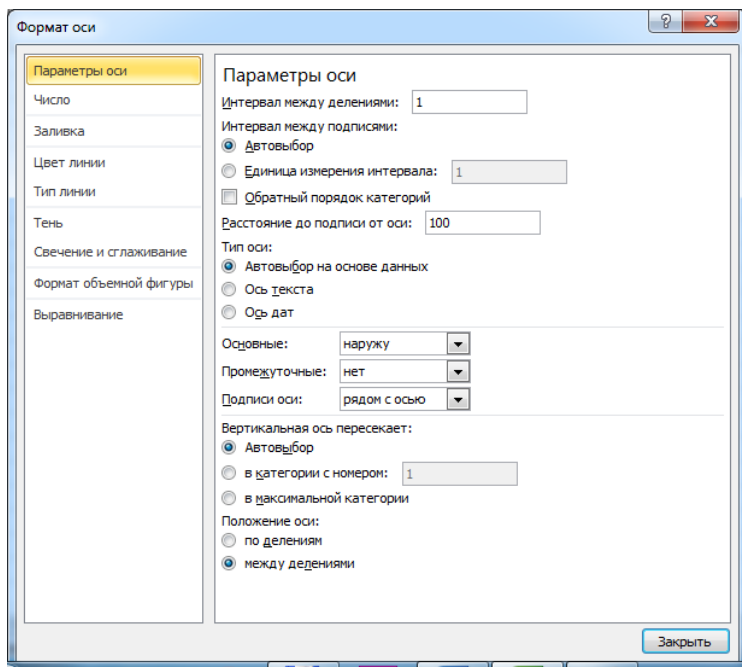 Формат оси
Параметры оси
Число
Заливка
Цвет линии
Тип линии
Тень
Свечение и сглаживание
Формат объемной фигуры
Выравнивание
Параметры оси
Интервал между делениями: 1
Интервал между подписями:
Автовыбор
Единица измерения интервала: 1
Обратный порядок категорий
Расстояние до подписи от оси: 100
Тип оси:
Автовыбор на основе данных
Ось текста
Ось дат
Основные: наружу
Промежуточные: нет
Подписи оси: рядом с осью
Вертикальная ось пересекает:
Автовыбор
в категории с номером: 1
в максимальной категории
Положение оси:
по делениям
между делениями
Закрыть